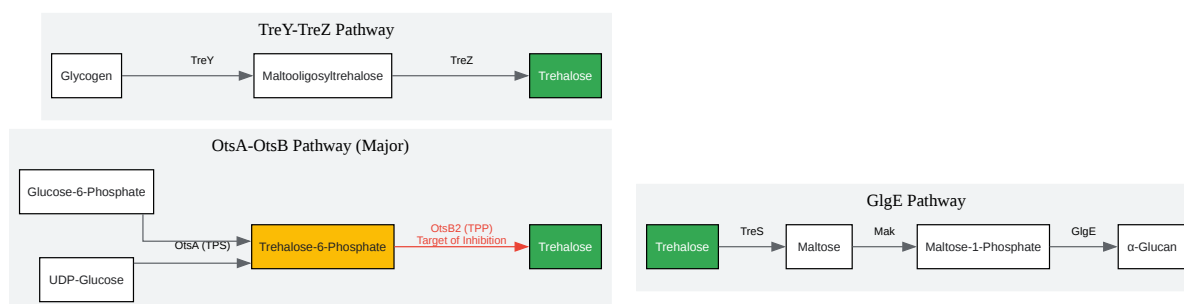 TreY-TreZ Pathway
Glycogen
TreY
Maltooligosyltrehalose
TreZ
Trehalose
OtsA-OtsB Pathway (Major)
Glucose-6-Phosphate
UDP-Glucose
OtsA (TPS)
Trehalose-6-Phosphate
OtsB2 (TPP)
Target of Inhibition
Trehalose
GlgE Pathway
Trehalose
TreS
Maltose
Mak
Maltose-1-Phosphate
GlgE
α-Glucan